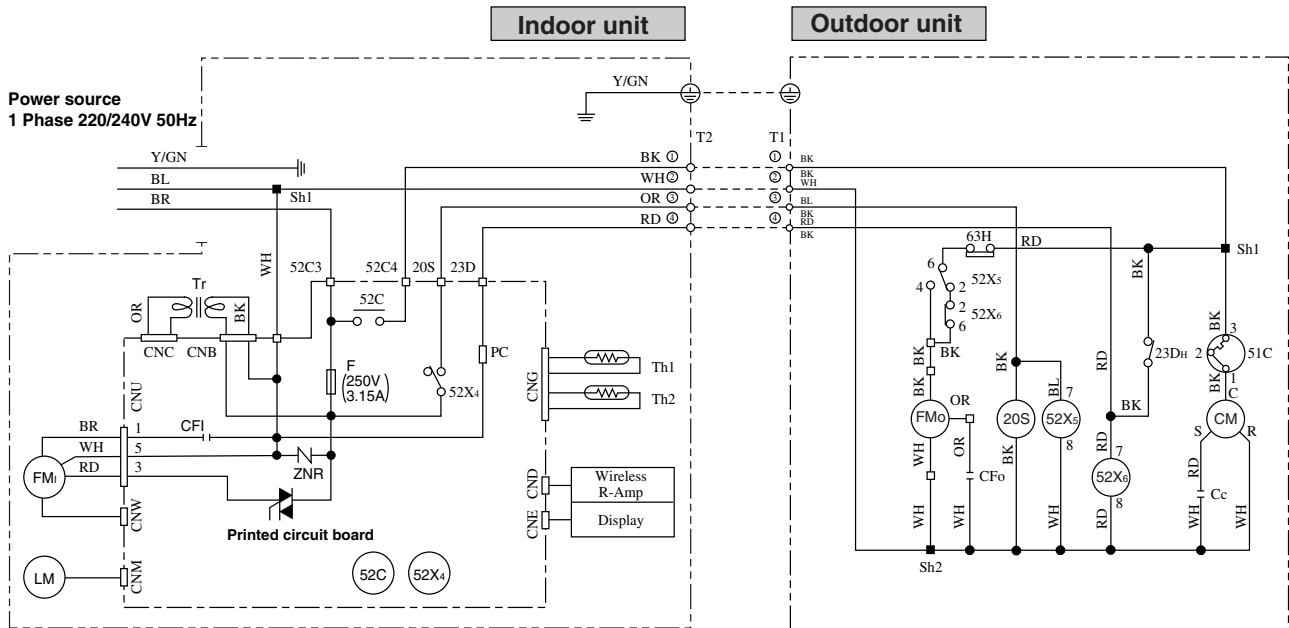 Indoor unit
Outdoor unit
Power source
1 Phase 220/240V 50Hz
Y/GN
T2
T1
Y/GN
BL
BR
Sh1
BK ①
WH ②
OR ③
RD ④
①
BK
②
BK
WH
③
BL
④
BK
RD
BK
WH
52C3
52C4
20S
23D
Tr
OR
BK
CNC
CNB
52C
F
(250V
3.15A)
52X4
PC
CNG
Th1
Th2
CNU
BR
WH
RD
1
5
3
CFI
ZNR
FMI
CNW
Printed circuit board
CND
CNE
Wireless
R-Amp
Display
LM
CNM
52C
52X4
63H
RD
6
4
2
52X5
2
6
52X6
BK
BK
BK
FMO
OR
OR
WH
WH
CFO
BK
20S
BK
BL
7
52X5
8
WH
RD
BK
BK
23DH
RD
7
52X6
8
RD
Sh1
BK
3
2
51C
1
BK
C
CM
S
R
RD
Cc
WH
WH
Sh2